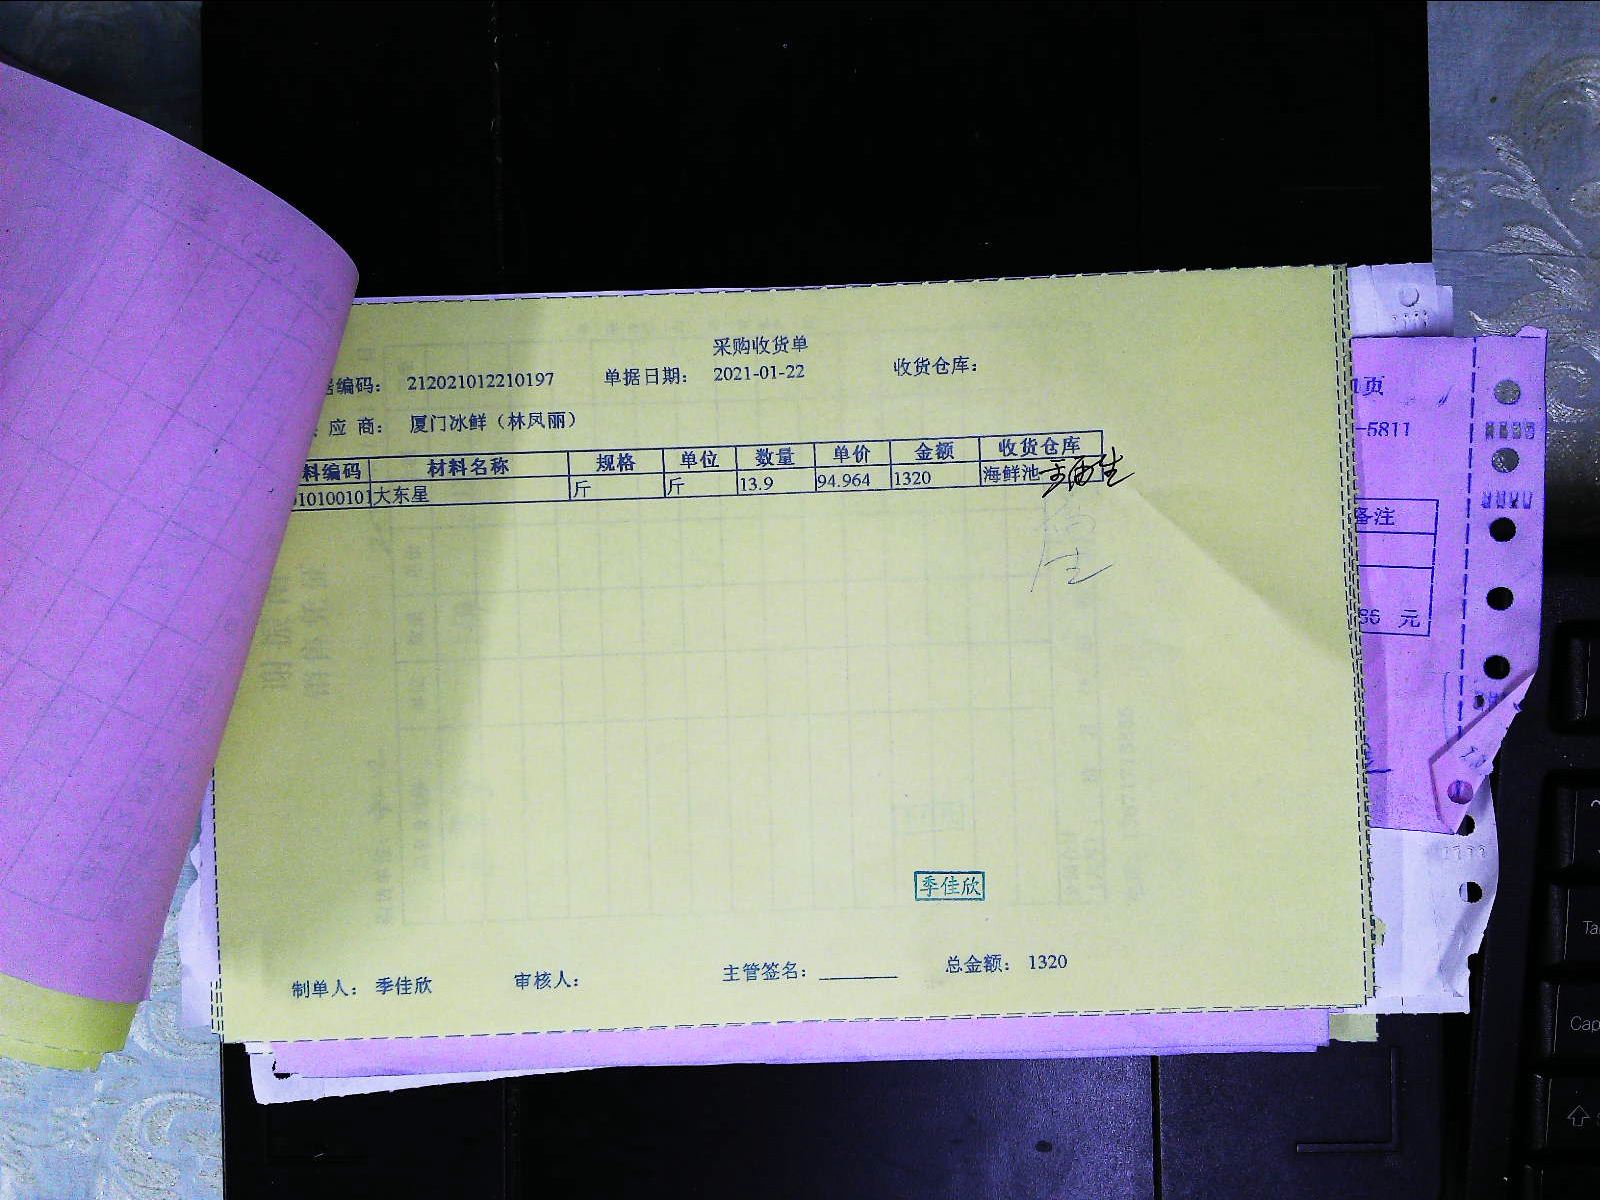 采购收货单
编码： 212021012210197 单据日期： 2021-01-22 收货仓库：
应 商： 厦门冰鲜（林凤丽）
料编码 材料名称 规格 单位 数量 单价 金额 收货仓库
10100101 大东星 斤 斤 13.9 94.964 1320 海鲜池
季佳欣
制单人： 季佳欣 审核人： 主管签名： 总金额： 1320
页
-5811
备注
元